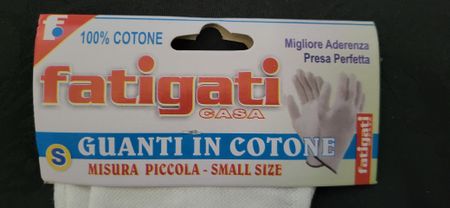 f.
100% COTONE
Migliore Aderenza
Presa Perfetta
fatigati
CASA
fatigati
S
GUANTI IN COTONE
MISURA PICCOLA - SMALL SIZE